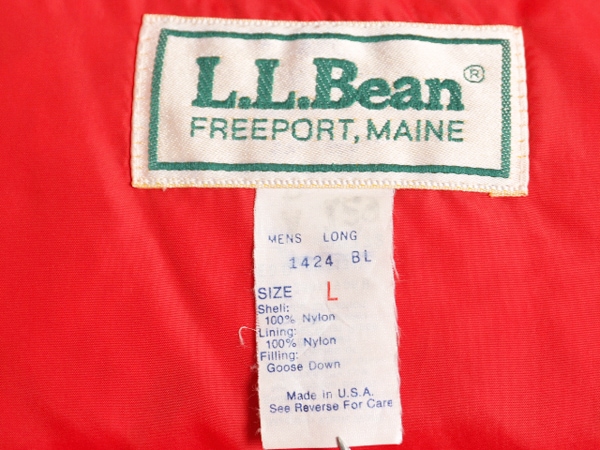 L.L.Bean®
FREEPORT, MAINE
MENS LONG
1424 BL
SIZE L
Shell:
100% Nylon
Lining:
100% Nylon
Filling:
Goose Down
Made in U.S.A.
See Reverse For Care